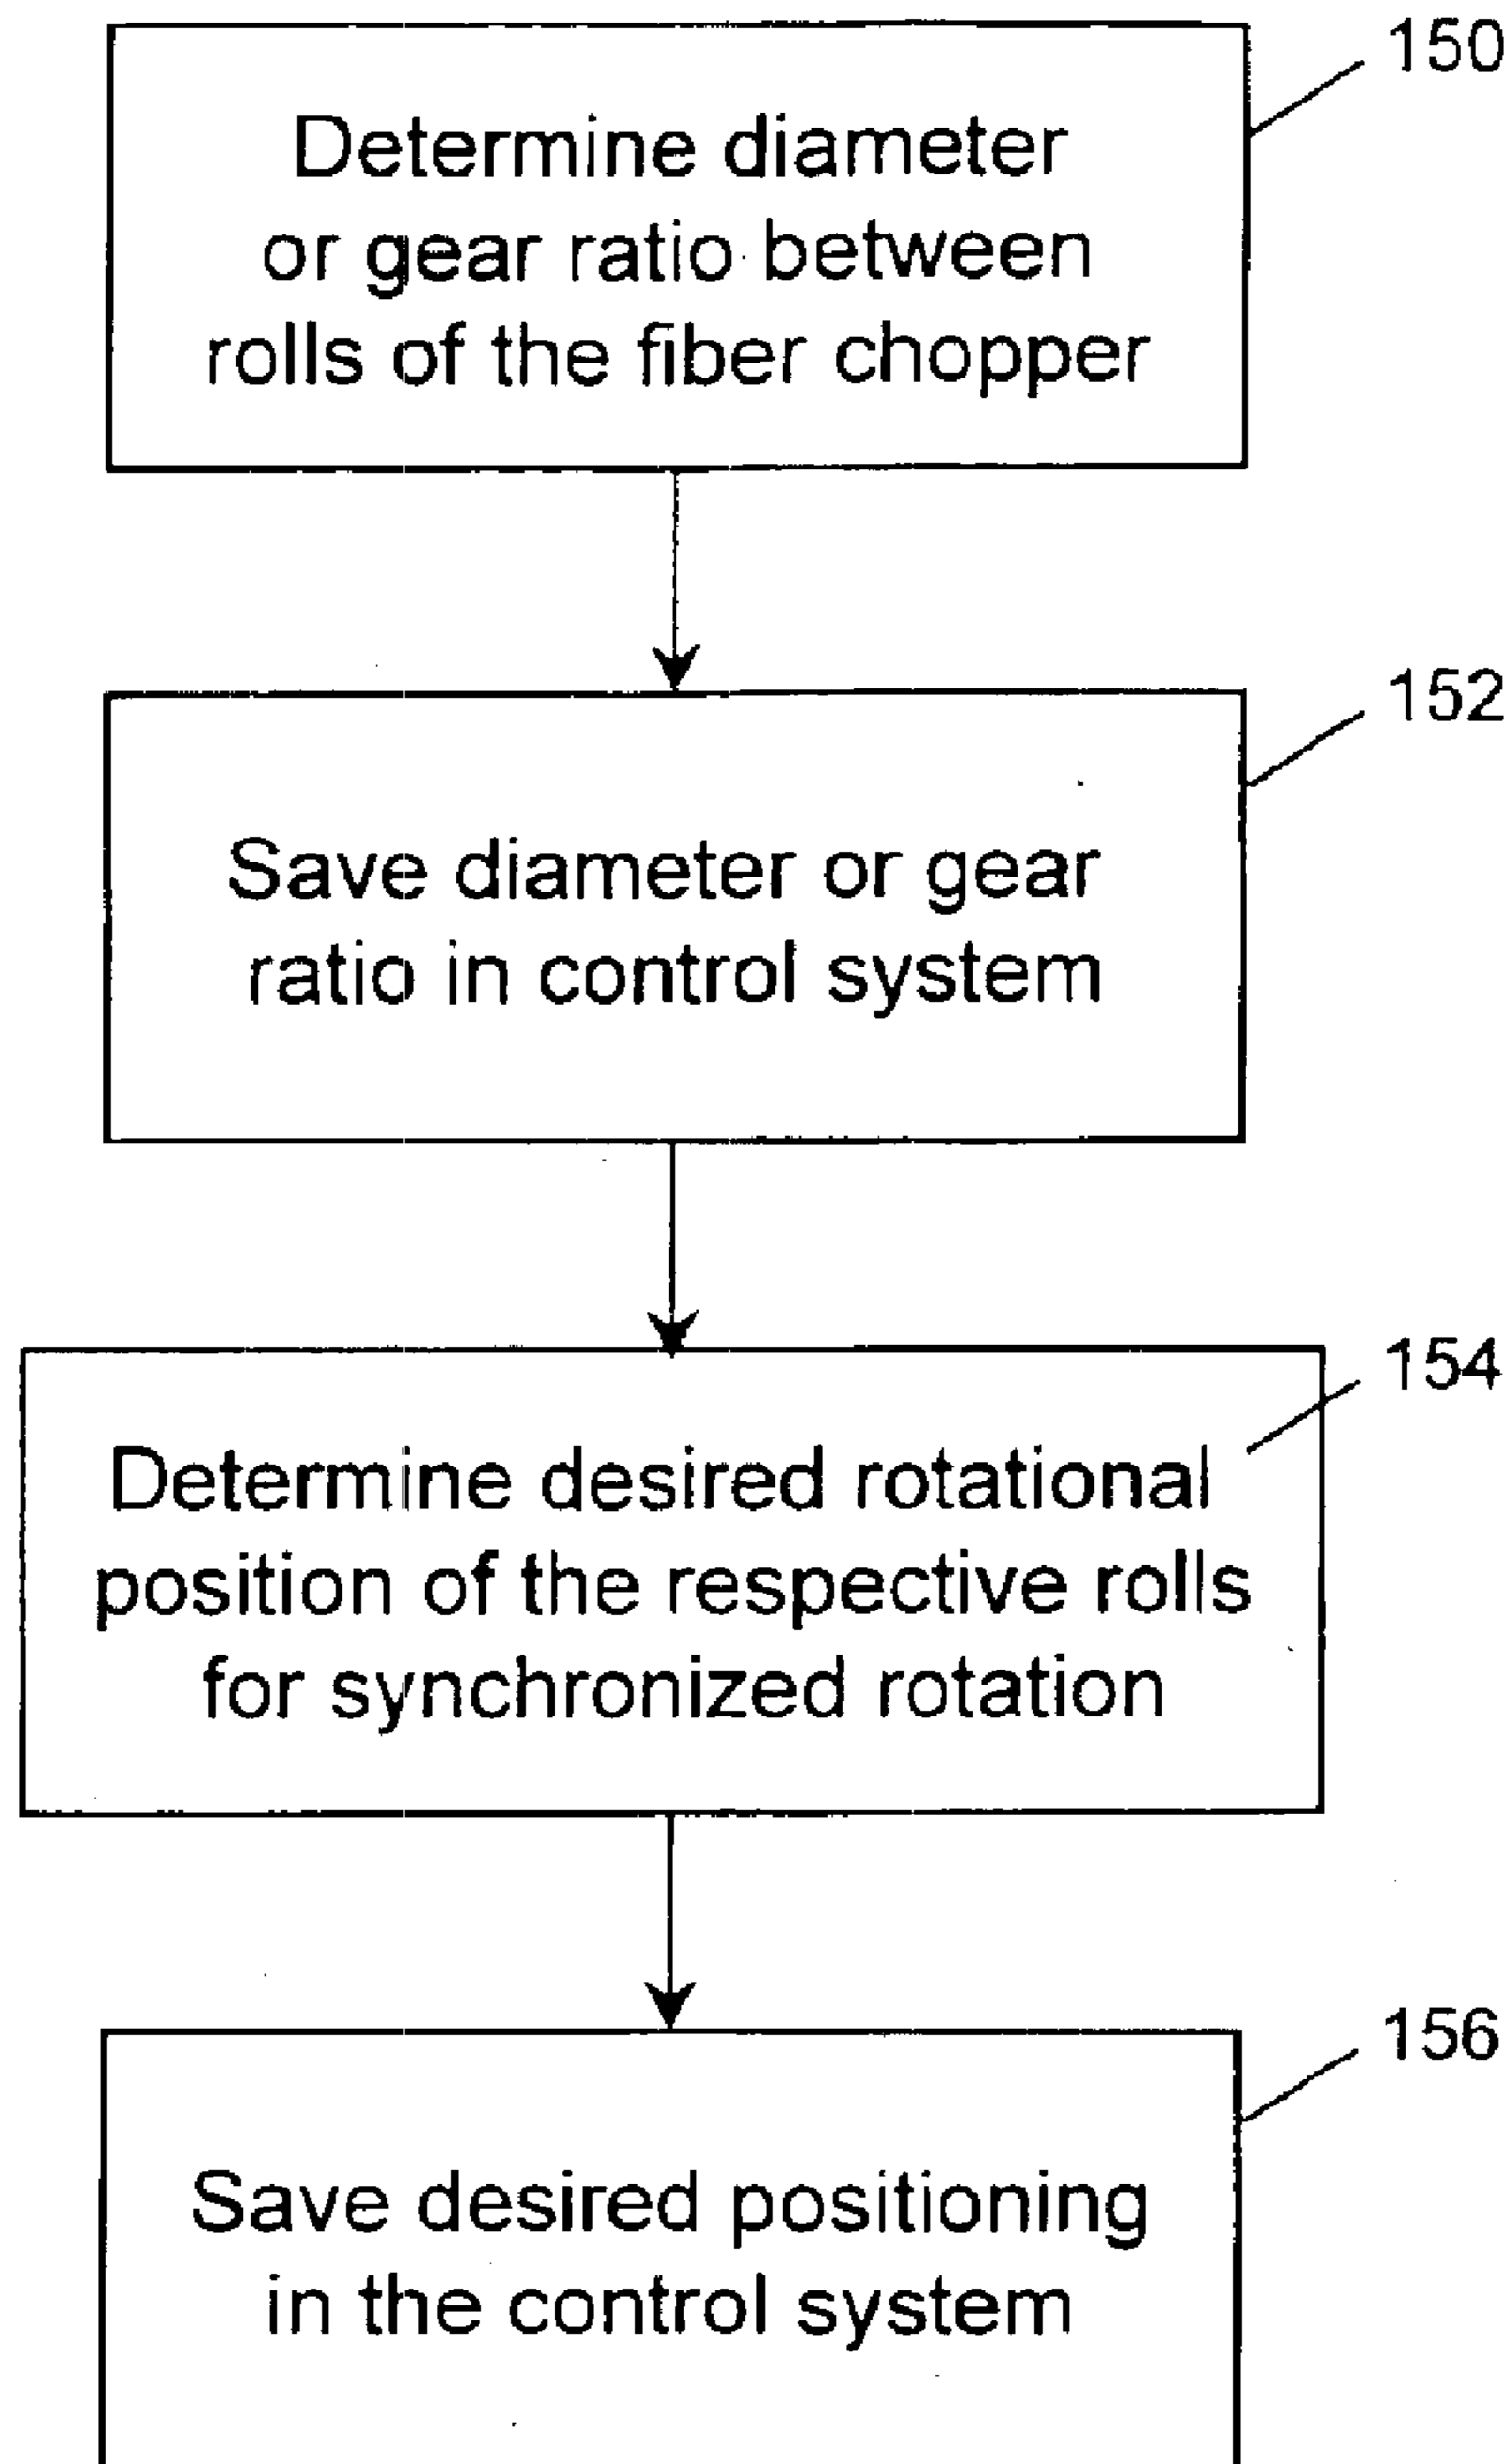 150
Determine diameter
or gear ratio between
rolls of the fiber chopper
152
Save diameter or gear
ratio in control system
154
Determine desired rotational
position of the respective rolls
for synchronized rotation
156
Save desired positioning
in the control system